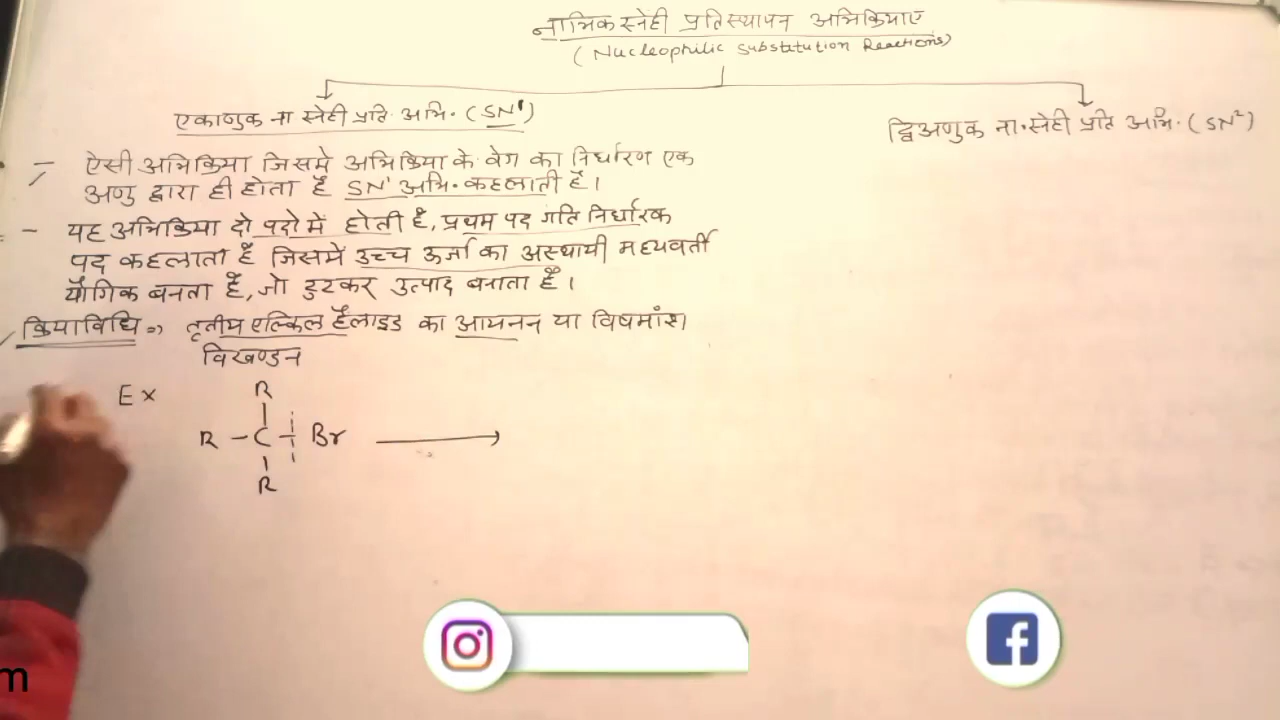 नाभिकस्नेही प्रतिस्थापन अभिक्रियाएं
(Nucleophilic Substitution Reactions)
एकाणुक ना स्नेही प्रति अभि. (SN¹)
द्विअणुक ना. स्नेही प्रति अभि. (SN²)
- ऐसी अभिक्रिया जिसमे अभिक्रिया के वेग का निर्धारण एक
अणु द्वारा ही होता है SN¹ अभि. कहलाती है।
- यह अभिक्रिया दो पदो में होती है, प्रथम पद गति निर्धारक
पद कहलाता है जिसमें उच्च ऊर्जा का अस्थायी मध्यवर्ती
यौगिक बनता है, जो टुटकर उत्पाद बनाता है।
क्रियाविधि => तृतीय एल्किल हैलाइड का आयनन या विषमांश
विखण्डन
Ex
R
R - C - Br ⟶
R
m